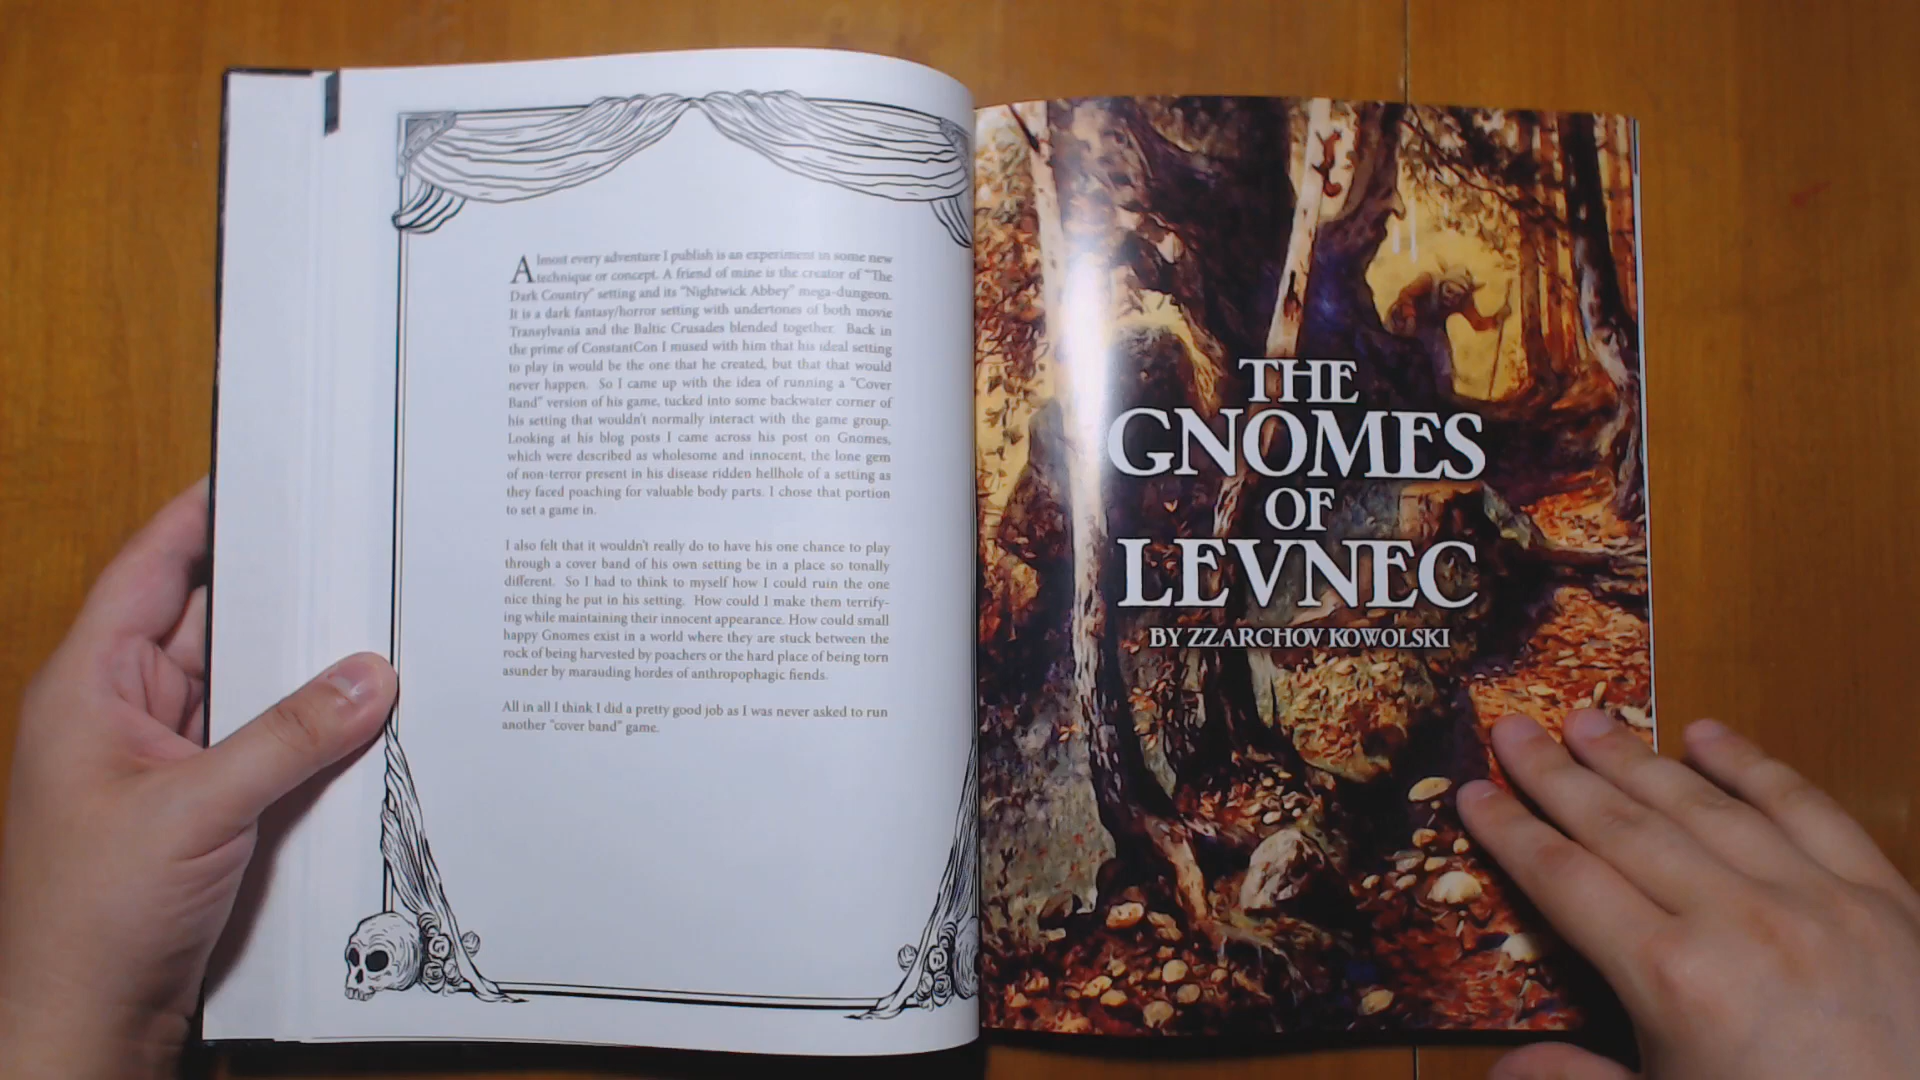 Almost every adventure I publish is an experiment in some new
technique or concept. A friend of mine is the creator of "The
Dark Country" setting and its "Nightwick Abbey" mega-dungeon.
It is a dark fantasy/horror setting with undertones of both movie
Transylvania and the Baltic Crusades blended together. Back in
the prime of ConstantCon I mused with him that his ideal setting
to play in would be the one that he created, but that that would
never happen. So I came up with the idea of running a "Cover
Band" version of his game, tucked into some backwater corner of
his setting that wouldn't normally interact with the game group.
Looking at his blog posts I came across his post on Gnomes,
which were described as wholesome and innocent, the lone gem
of non-terror present in his disease ridden hellhole of a setting as
they faced poaching for valuable body parts. I chose that portion
to set a game in.
I also felt that it wouldn't really do to have his one chance to play
through a cover band of his own setting be in a place so tonally
different. So I had to think to myself how I could ruin the one
nice thing he put in his setting. How could I make them terrify-
ing while maintaining their innocent appearance. How could small
happy Gnomes exist in a world where they are stuck between the
rock of being harvested by poachers or the hard place of being torn
asunder by marauding hordes of anthropophagic fiends.
All in all I think I did a pretty good job as I was never asked to run
another "cover band" game.
THE
GNOMES
OF
LEVNEC
BY ZZARCHOV KOWOLSKI